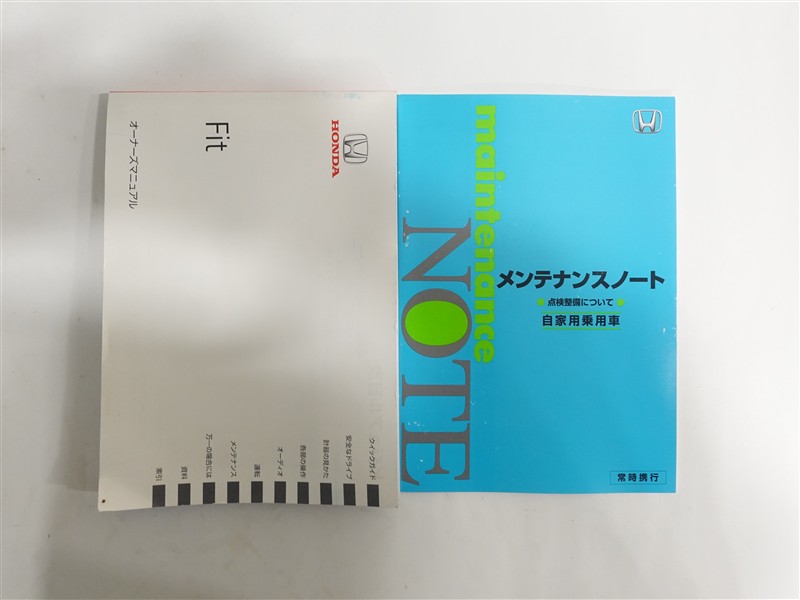 HONDA
Fit
オーナーズマニュアル
クイックガイド
安全なドライブ
計器の見かた
各部の操作
オーディオ
運転
メンテナンス
万一の場合には
資料
索引
maintenance
NOTE
メンテナンスノート
点検整備について
自家用乗用車
常時携行